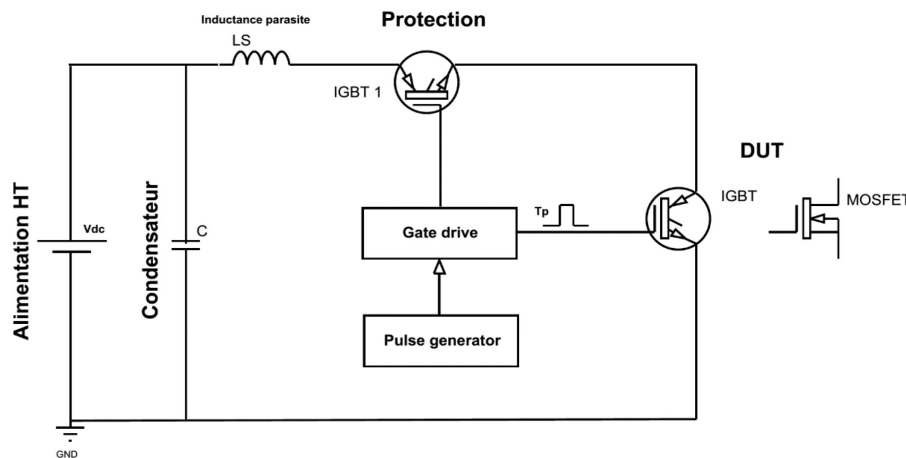 Protection
Inductance parasite
LS
IGBT 1
DUT
IGBT
MOSFET
Alimentation HT
Vdc
Condensateur
C
Gate drive
Tp
Pulse generator
GND